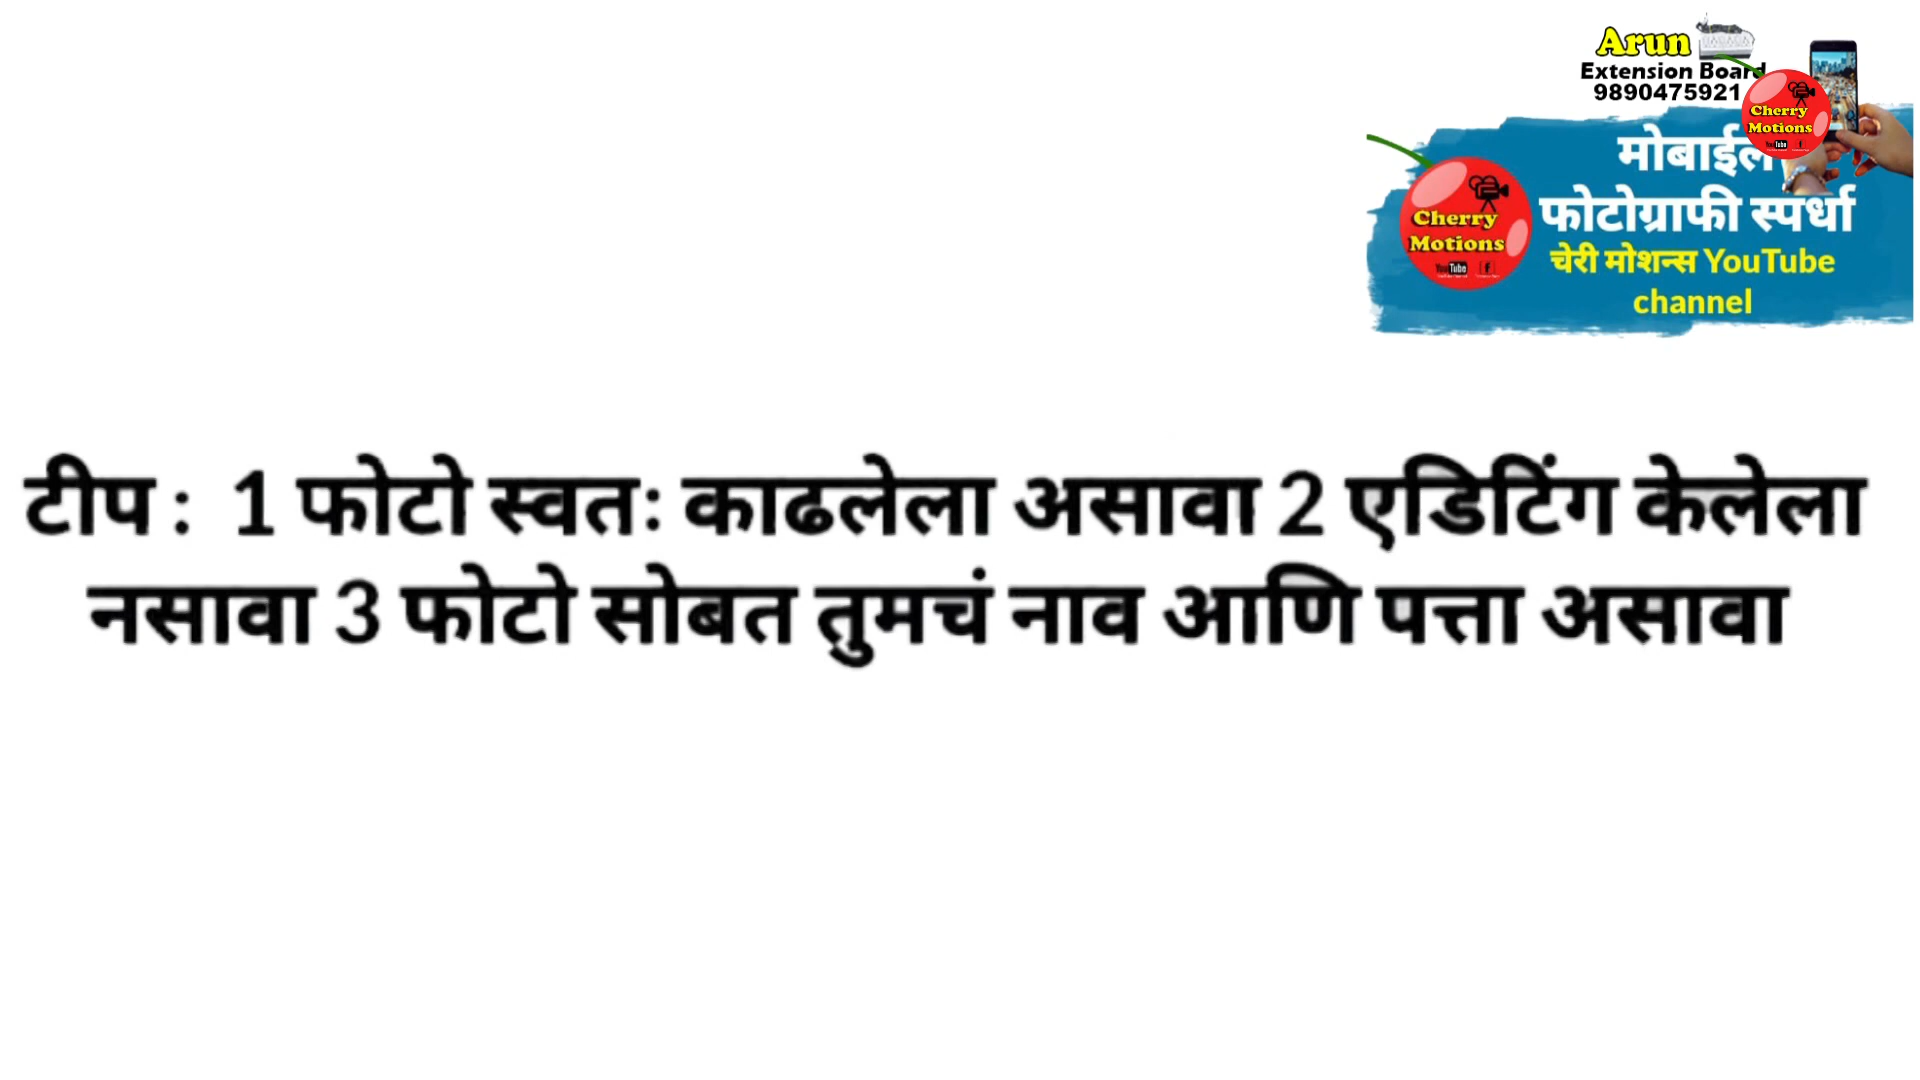 Arun
Extension Board
9890475921
Cherry
Motions
मोबाईल
फोटोग्राफी स्पर्धा
चेरी मोशन्स YouTube
channel
Cherry
Motions
YouTube
टीप : 1 फोटो स्वतः काढलेला असावा 2 एडिटिंग केलेला
नसावा 3 फोटो सोबत तुमचं नाव आणि पत्ता असावा